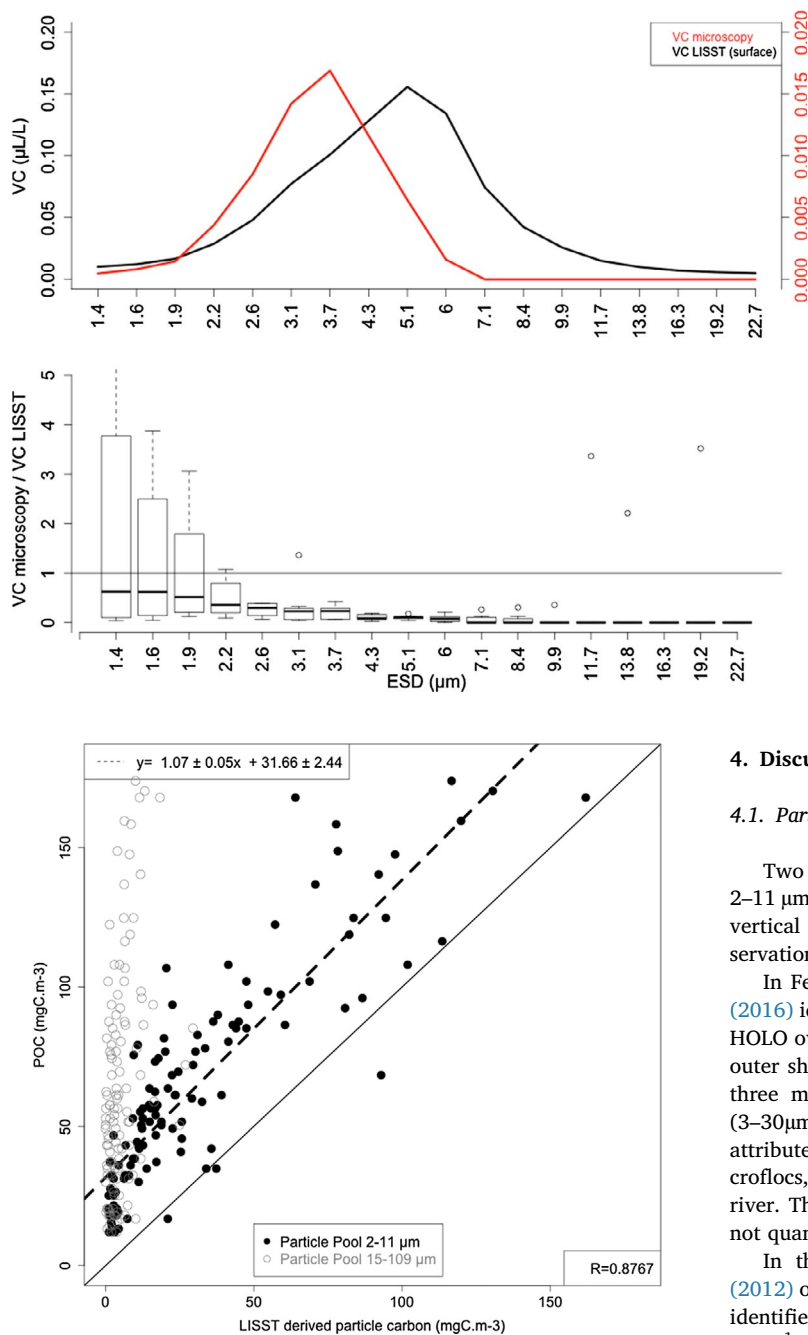 VC microscopy
VC LISST (surface)
VC (µL/L)
0.20
0.15
0.10
0.05
0.00
0.020
0.015
0.010
0.005
0.000
1.4 1.6 1.9 2.2 2.6 3.1 3.7 4.3 5.1 6 7.1 8.4 9.9 11.7 13.8 16.3 19.2 22.7
VC microscopy / VC LISST
5
4
3
2
1
0
1.4 1.6 1.9 2.2 2.6 3.1 3.7 4.3 5.1 6 7.1 8.4 9.9 11.7 13.8 16.3 19.2 22.7
ESD (µm)
y= 1.07 ± 0.05x + 31.66 ± 2.44
POC (mgC.m-3)
150
100
50
0
Particle Pool 2-11 µm
Particle Pool 15-109 µm
R=0.8767
0 50 100 150
LISST derived particle carbon (mgC.m-3)
4. Discu
4.1. Par
Two
2–11 µm
vertical
servation
In Fe
(2016) id
HOLO ov
outer sh
three m
(3–30µm
attribute
croflocs,
river. Th
not quan
In th
(2012) o
identifie